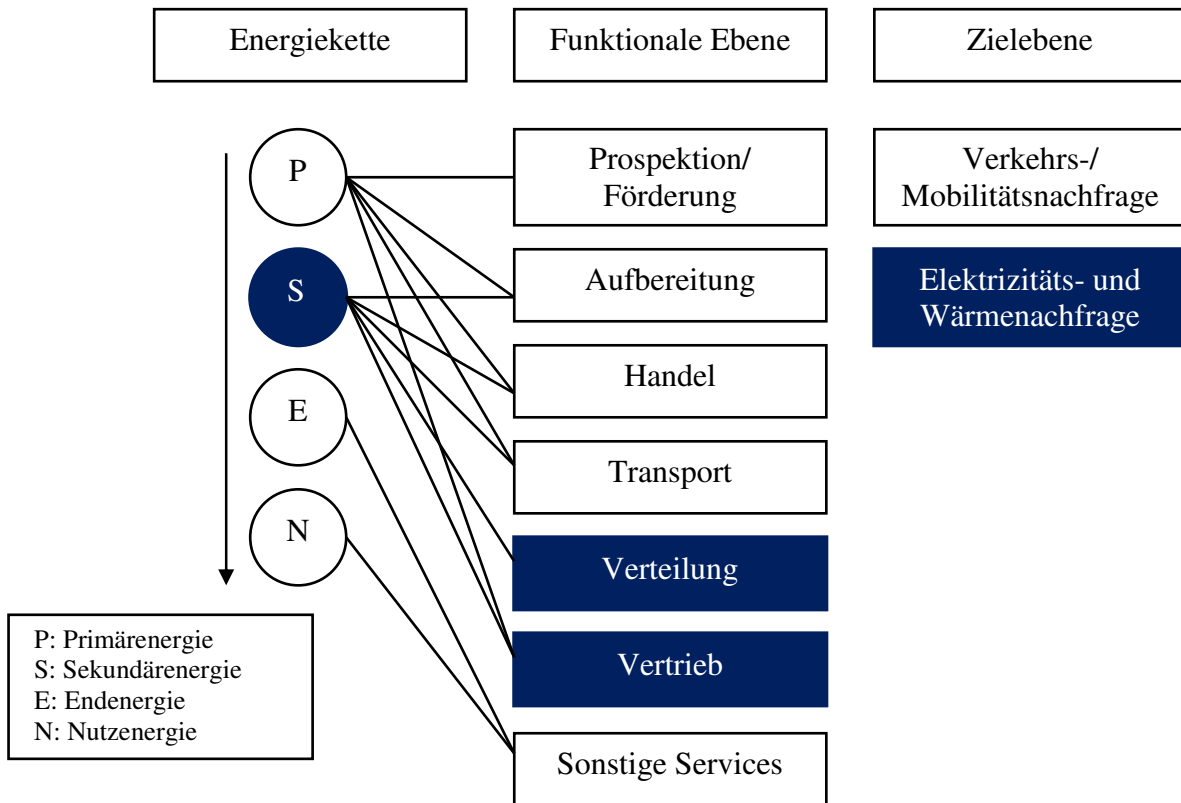 Energiekette
Funktionale Ebene
Zielebene
P
S
E
N
Prospektion/
Förderung
Aufbereitung
Handel
Transport
Verteilung
Vertrieb
Sonstige Services
Verkehrs-/
Mobilitätsnachfrage
Elektrizitäts- und
Wärmenachfrage
P: Primärenergie
S: Sekundärenergie
E: Endenergie
N: Nutzenergie